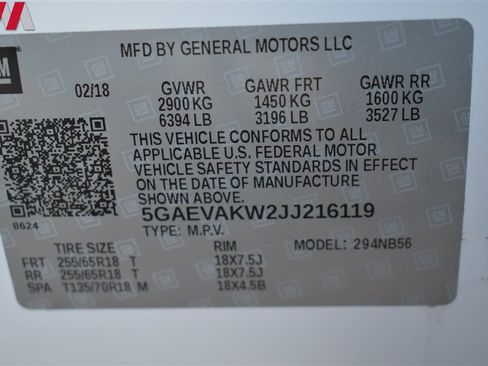 GM
MFD BY GENERAL MOTORS LLC
02/18 GVWR GAWR FRT GAWR RR
2900 KG 1450 KG 1600 KG
6394 LB 3196 LB 3527 LB
THIS VEHICLE CONFORMS TO ALL
APPLICABLE U.S. FEDERAL MOTOR
VEHICLE SAFETY STANDARDS IN EFFECT
ON THE DATE OF MANUFACTURE
SHOWN ABOVE.
8624 5GAEVAKW2JJ216119
TYPE: M.P.V. MODEL: 294NB56
TIRE SIZE RIM
FRT 255/65R18 T 18X7.5J
RR 255/65R18 T 18X7.5J
SPA T135/70R18 M 18X4.5B